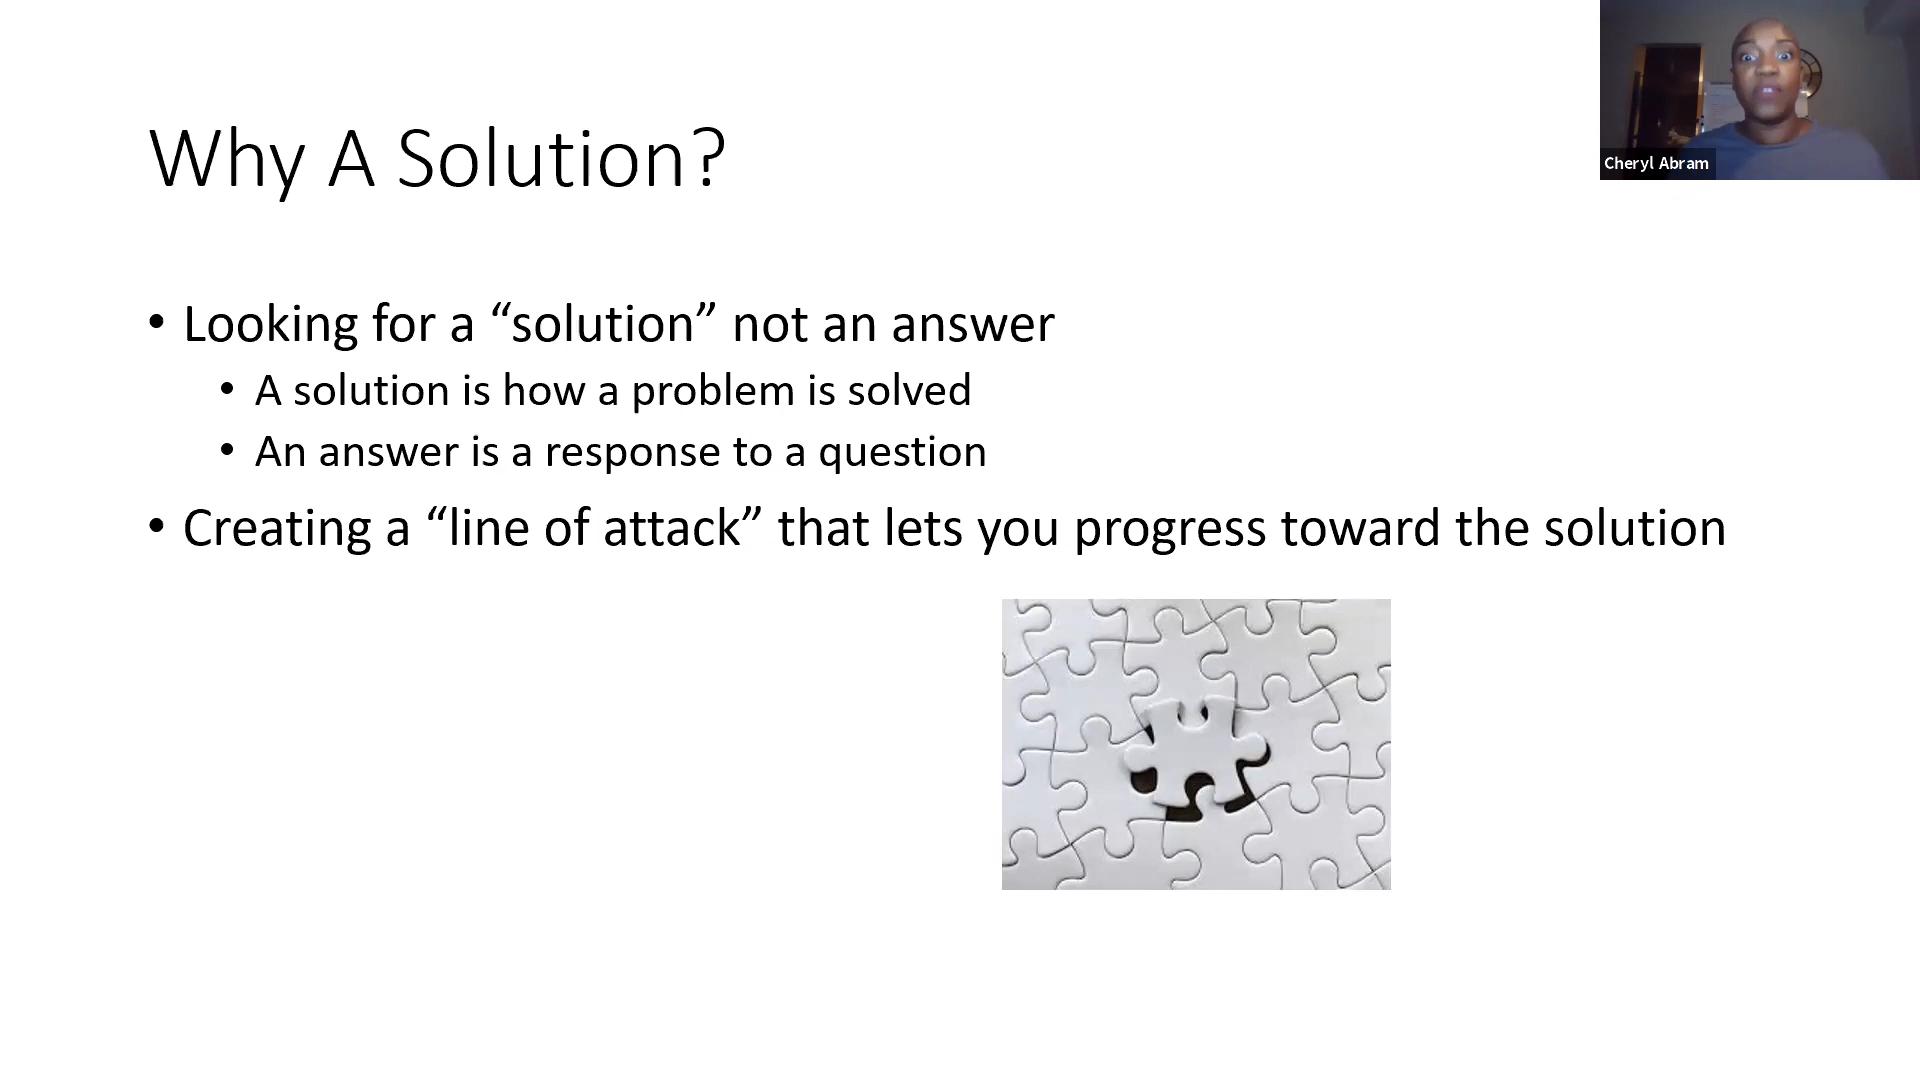 Why A Solution?
Cheryl Abram
• Looking for a “solution” not an answer
• A solution is how a problem is solved
• An answer is a response to a question
• Creating a “line of attack” that lets you progress toward the solution